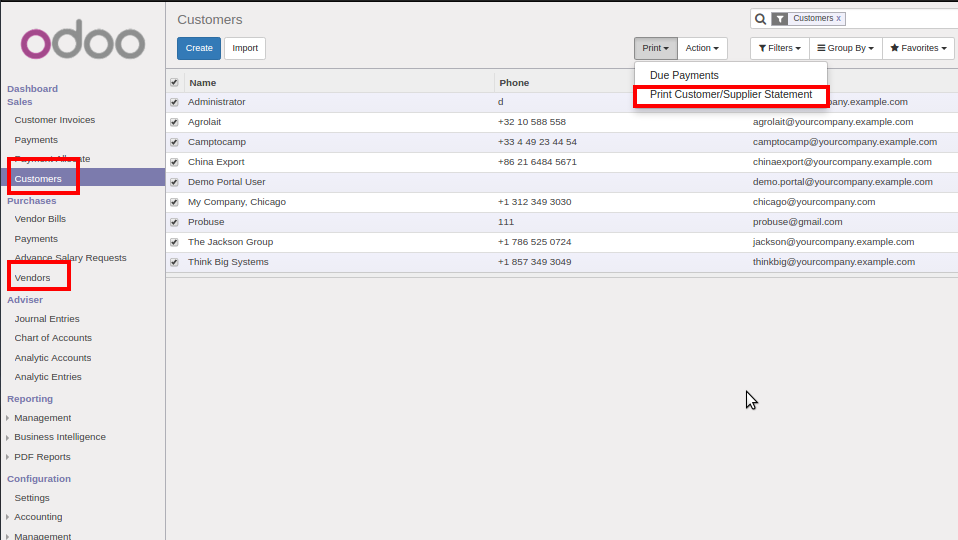 odoo
Dashboard
Sales
Customer Invoices
Payments
Payment Allocate
Customers
Purchases
Vendor Bills
Payments
Advance Salary Requests
Vendors
Adviser
Journal Entries
Chart of Accounts
Analytic Accounts
Analytic Entries
Reporting
Management
Business Intelligence
PDF Reports
Configuration
Settings
Accounting
Management
Customers
Customers x
Create Import Print Action Filters Group By Favorites
Due Payments
Print Customer/Supplier Statement
Name Phone
Administrator d pany.example.com
Agrolait +32 10 588 558 agrolait@yourcompany.example.com
Camptocamp +33 4 49 23 44 54 camptocamp@yourcompany.example.com
China Export +86 21 6484 5671 chinaexport@yourcompany.example.com
Demo Portal User demo.portal@yourcompany.example.com
My Company, Chicago +1 312 349 3030 chicago@yourcompany.com
Probuse 111 probuse@gmail.com
The Jackson Group +1 786 525 0724 jackson@yourcompany.example.com
Think Big Systems +1 857 349 3049 thinkbig@yourcompany.example.com